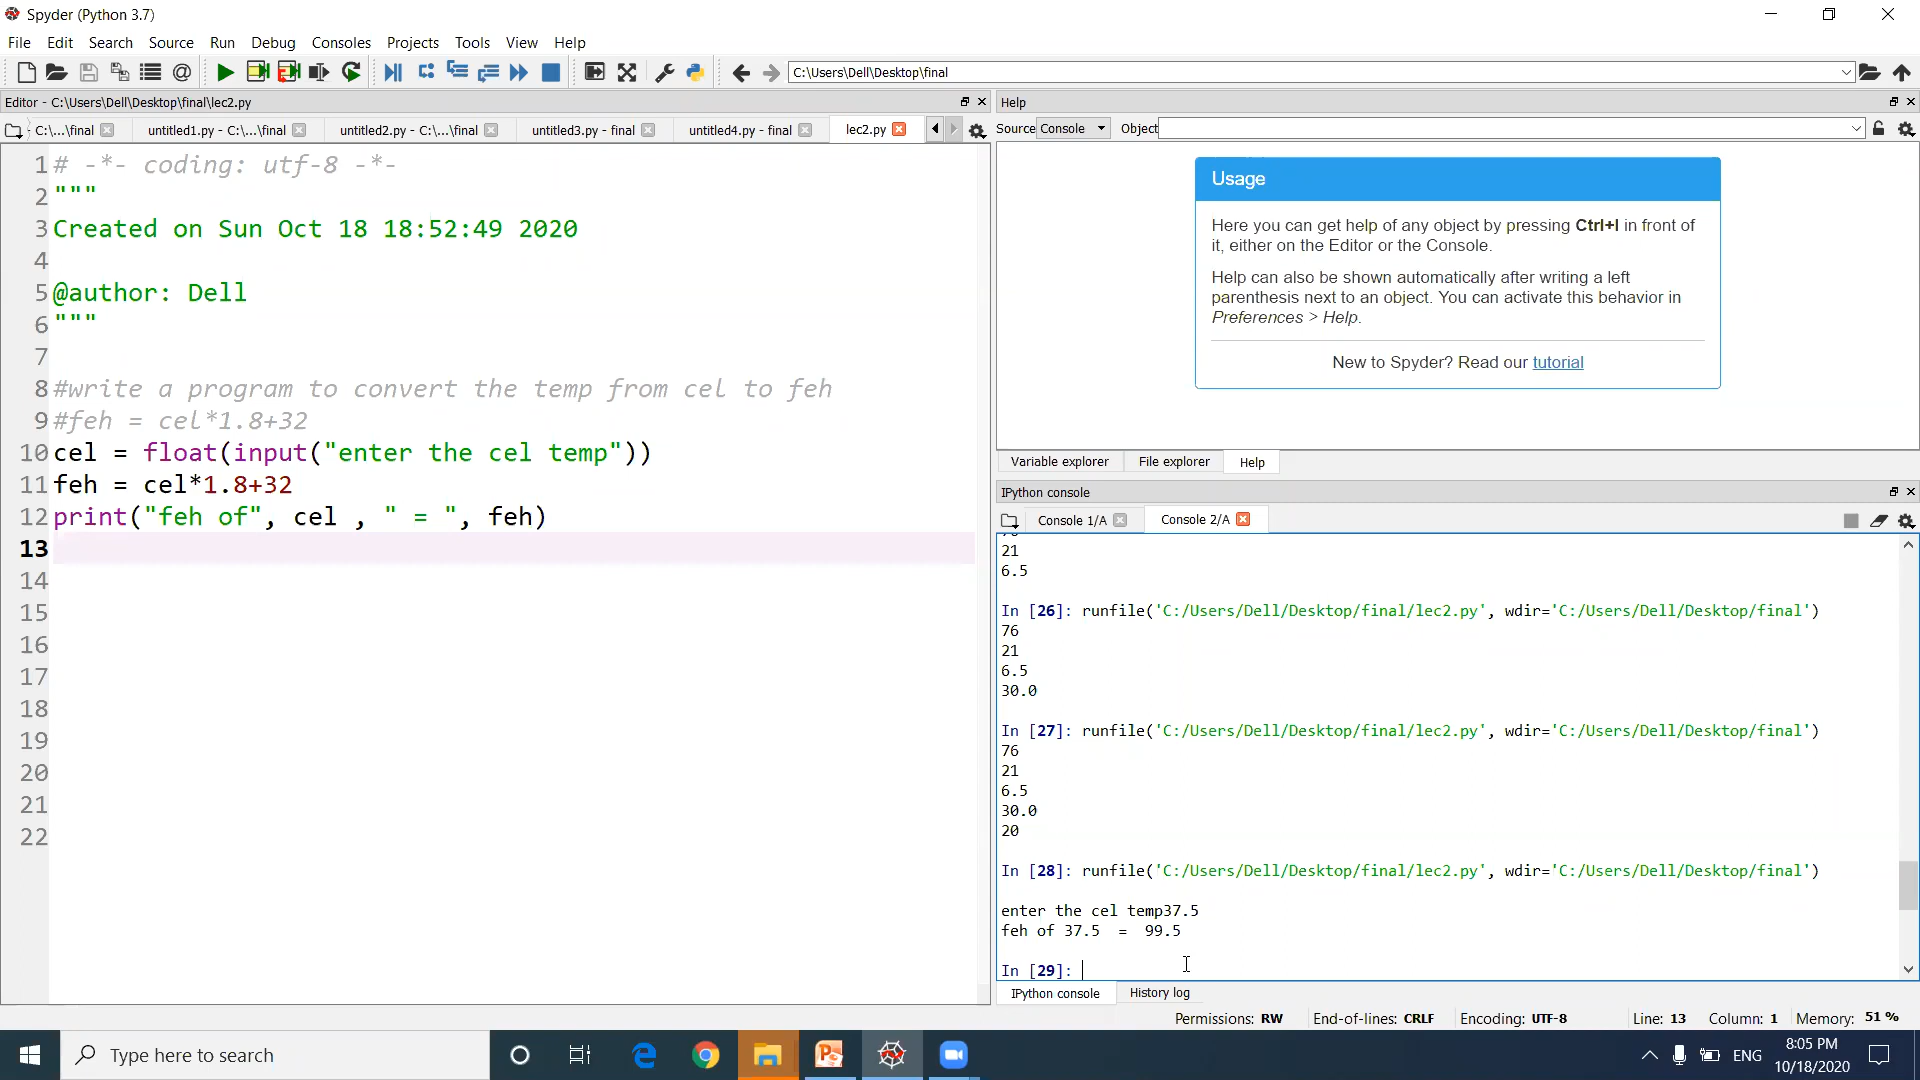 Spyder (Python 3.7)
File Edit Search Source Run Debug Consoles Projects Tools View Help
C:\Users\Dell\Desktop\final
Editor - C:\Users\Dell\Desktop\final\lec2.py
C:\...\final untitled1.py - C:\...\final untitled2.py - C:\...\final untitled3.py - final untitled4.py - final lec2.py
1 # -*- coding: utf-8 -*-
2 """
3 Created on Sun Oct 18 18:52:49 2020
4
5 @author: Dell
6 """
7
8 #write a program to convert the temp from cel to feh
9 #feh = cel*1.8+32
10 cel = float(input("enter the cel temp"))
11 feh = cel*1.8+32
12 print("feh of", cel , " = ", feh)
13
14
15
16
17
18
19
20
21
22
Help
Source Console Object
Usage
Here you can get help of any object by pressing Ctrl+I in front of
it, either on the Editor or the Console.
Help can also be shown automatically after writing a left
parenthesis next to an object. You can activate this behavior in
Preferences > Help.
New to Spyder? Read our tutorial
Variable explorer File explorer Help
IPython console
Console 1/A Console 2/A
21
6.5
In [26]: runfile('C:/Users/Dell/Desktop/final/lec2.py', wdir='C:/Users/Dell/Desktop/final')
76
21
6.5
30.0
In [27]: runfile('C:/Users/Dell/Desktop/final/lec2.py', wdir='C:/Users/Dell/Desktop/final')
76
21
6.5
30.0
20
In [28]: runfile('C:/Users/Dell/Desktop/final/lec2.py', wdir='C:/Users/Dell/Desktop/final')
enter the cel temp37.5
feh of 37.5  =  99.5
In [29]:
IPython console History log
Permissions: RW End-of-lines: CRLF Encoding: UTF-8 Line: 13 Column: 1 Memory: 51 %
Type here to search
ENG
8:05 PM
10/18/2020